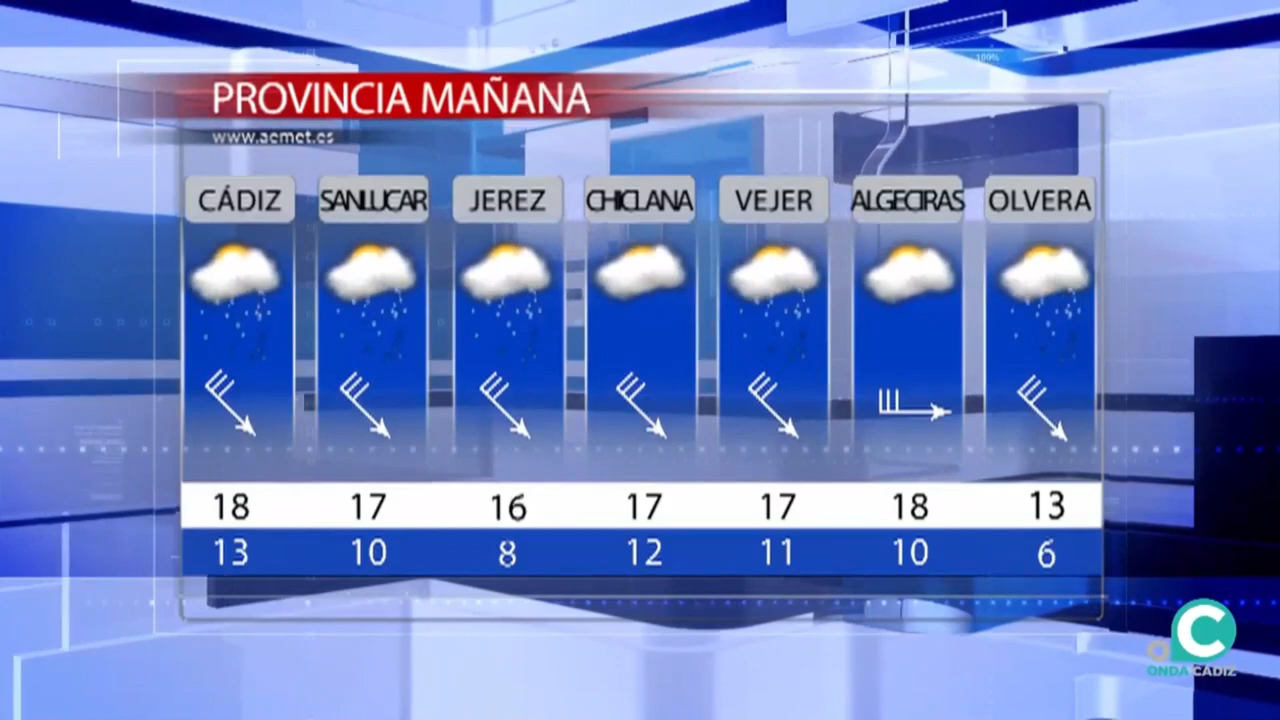 109%
PROVINCIA MAÑANA
www.aemet.es
CÁDIZ SANLUCAR JEREZ CHICLANA VEJER ALGECIRAS OLVERA
18 17 16 17 17 18 13
13 10 8 12 11 10 6
ONDA CÁDIZ